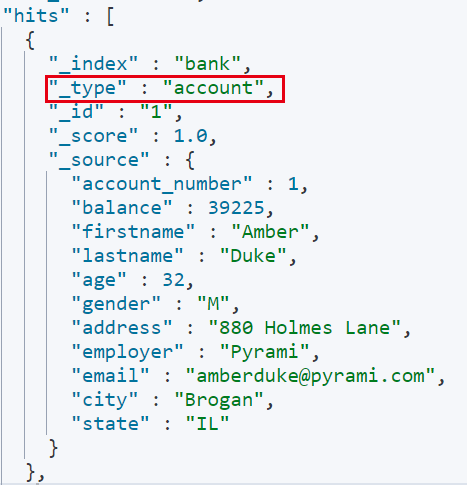 "hits" : [
{
"_index" : "bank",
"_type" : "account",
"_id" : "1",
"_score" : 1.0,
"_source" : {
"account_number" : 1,
"balance" : 39225,
"firstname" : "Amber",
"lastname" : "Duke",
"age" : 32,
"gender" : "M",
"address" : "880 Holmes Lane",
"employer" : "Pyrami",
"email" : "amberduke@pyrami.com",
"city" : "Brogan",
"state" : "IL"
}
},